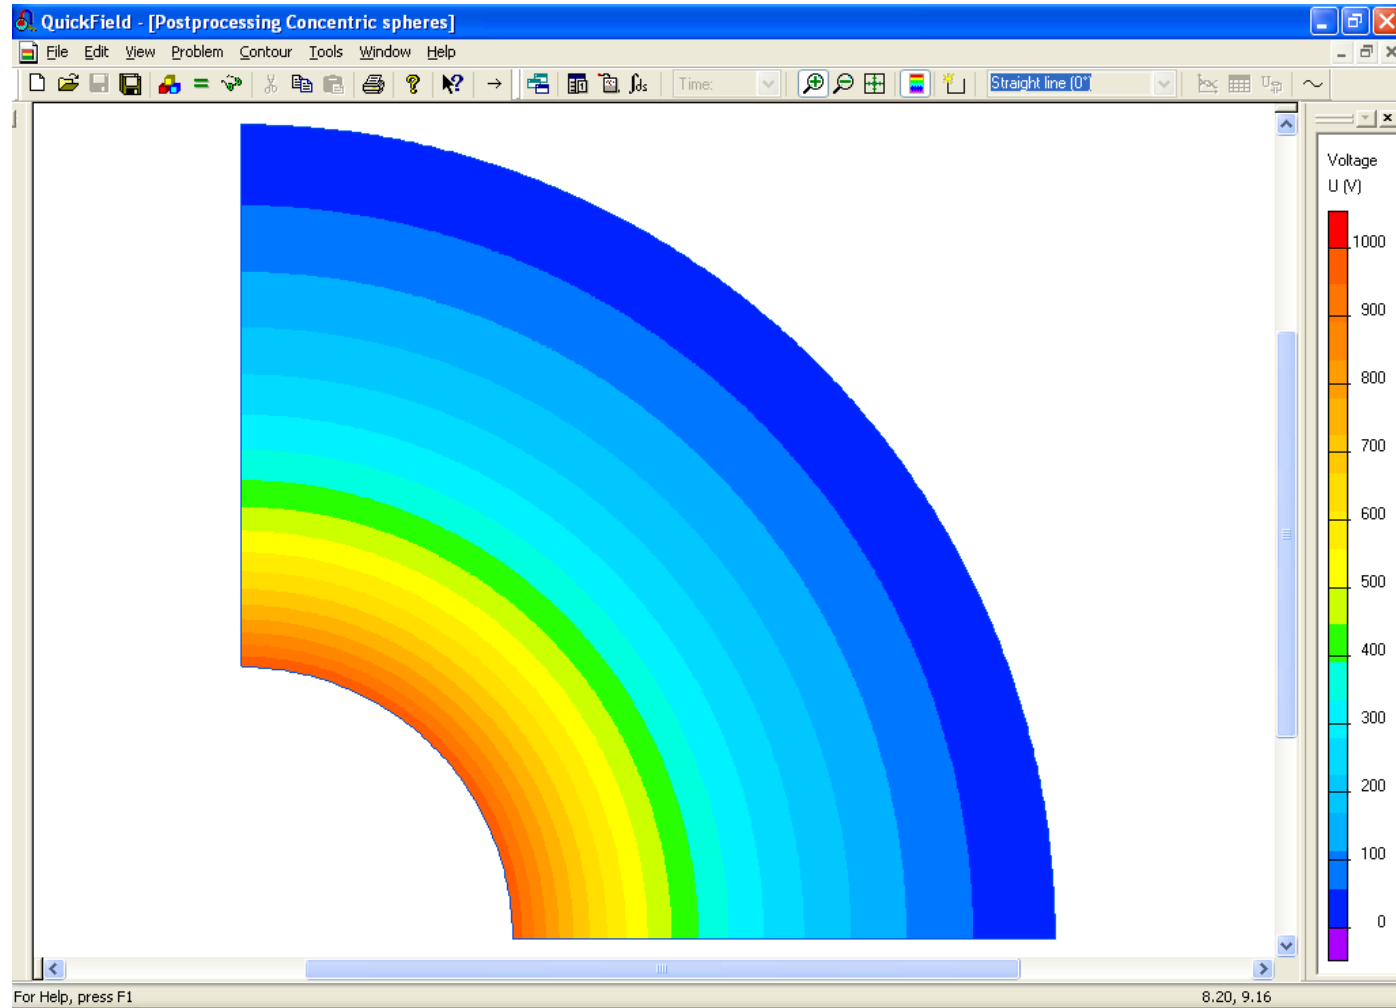 QuickField - [Postprocessing Concentric spheres]
File Edit View Problem Contour Tools Window Help
Time: Straight line (0°)
Voltage
U (V)
1000
900
800
700
600
500
400
300
200
100
0
For Help, press F1 8.20, 9.16